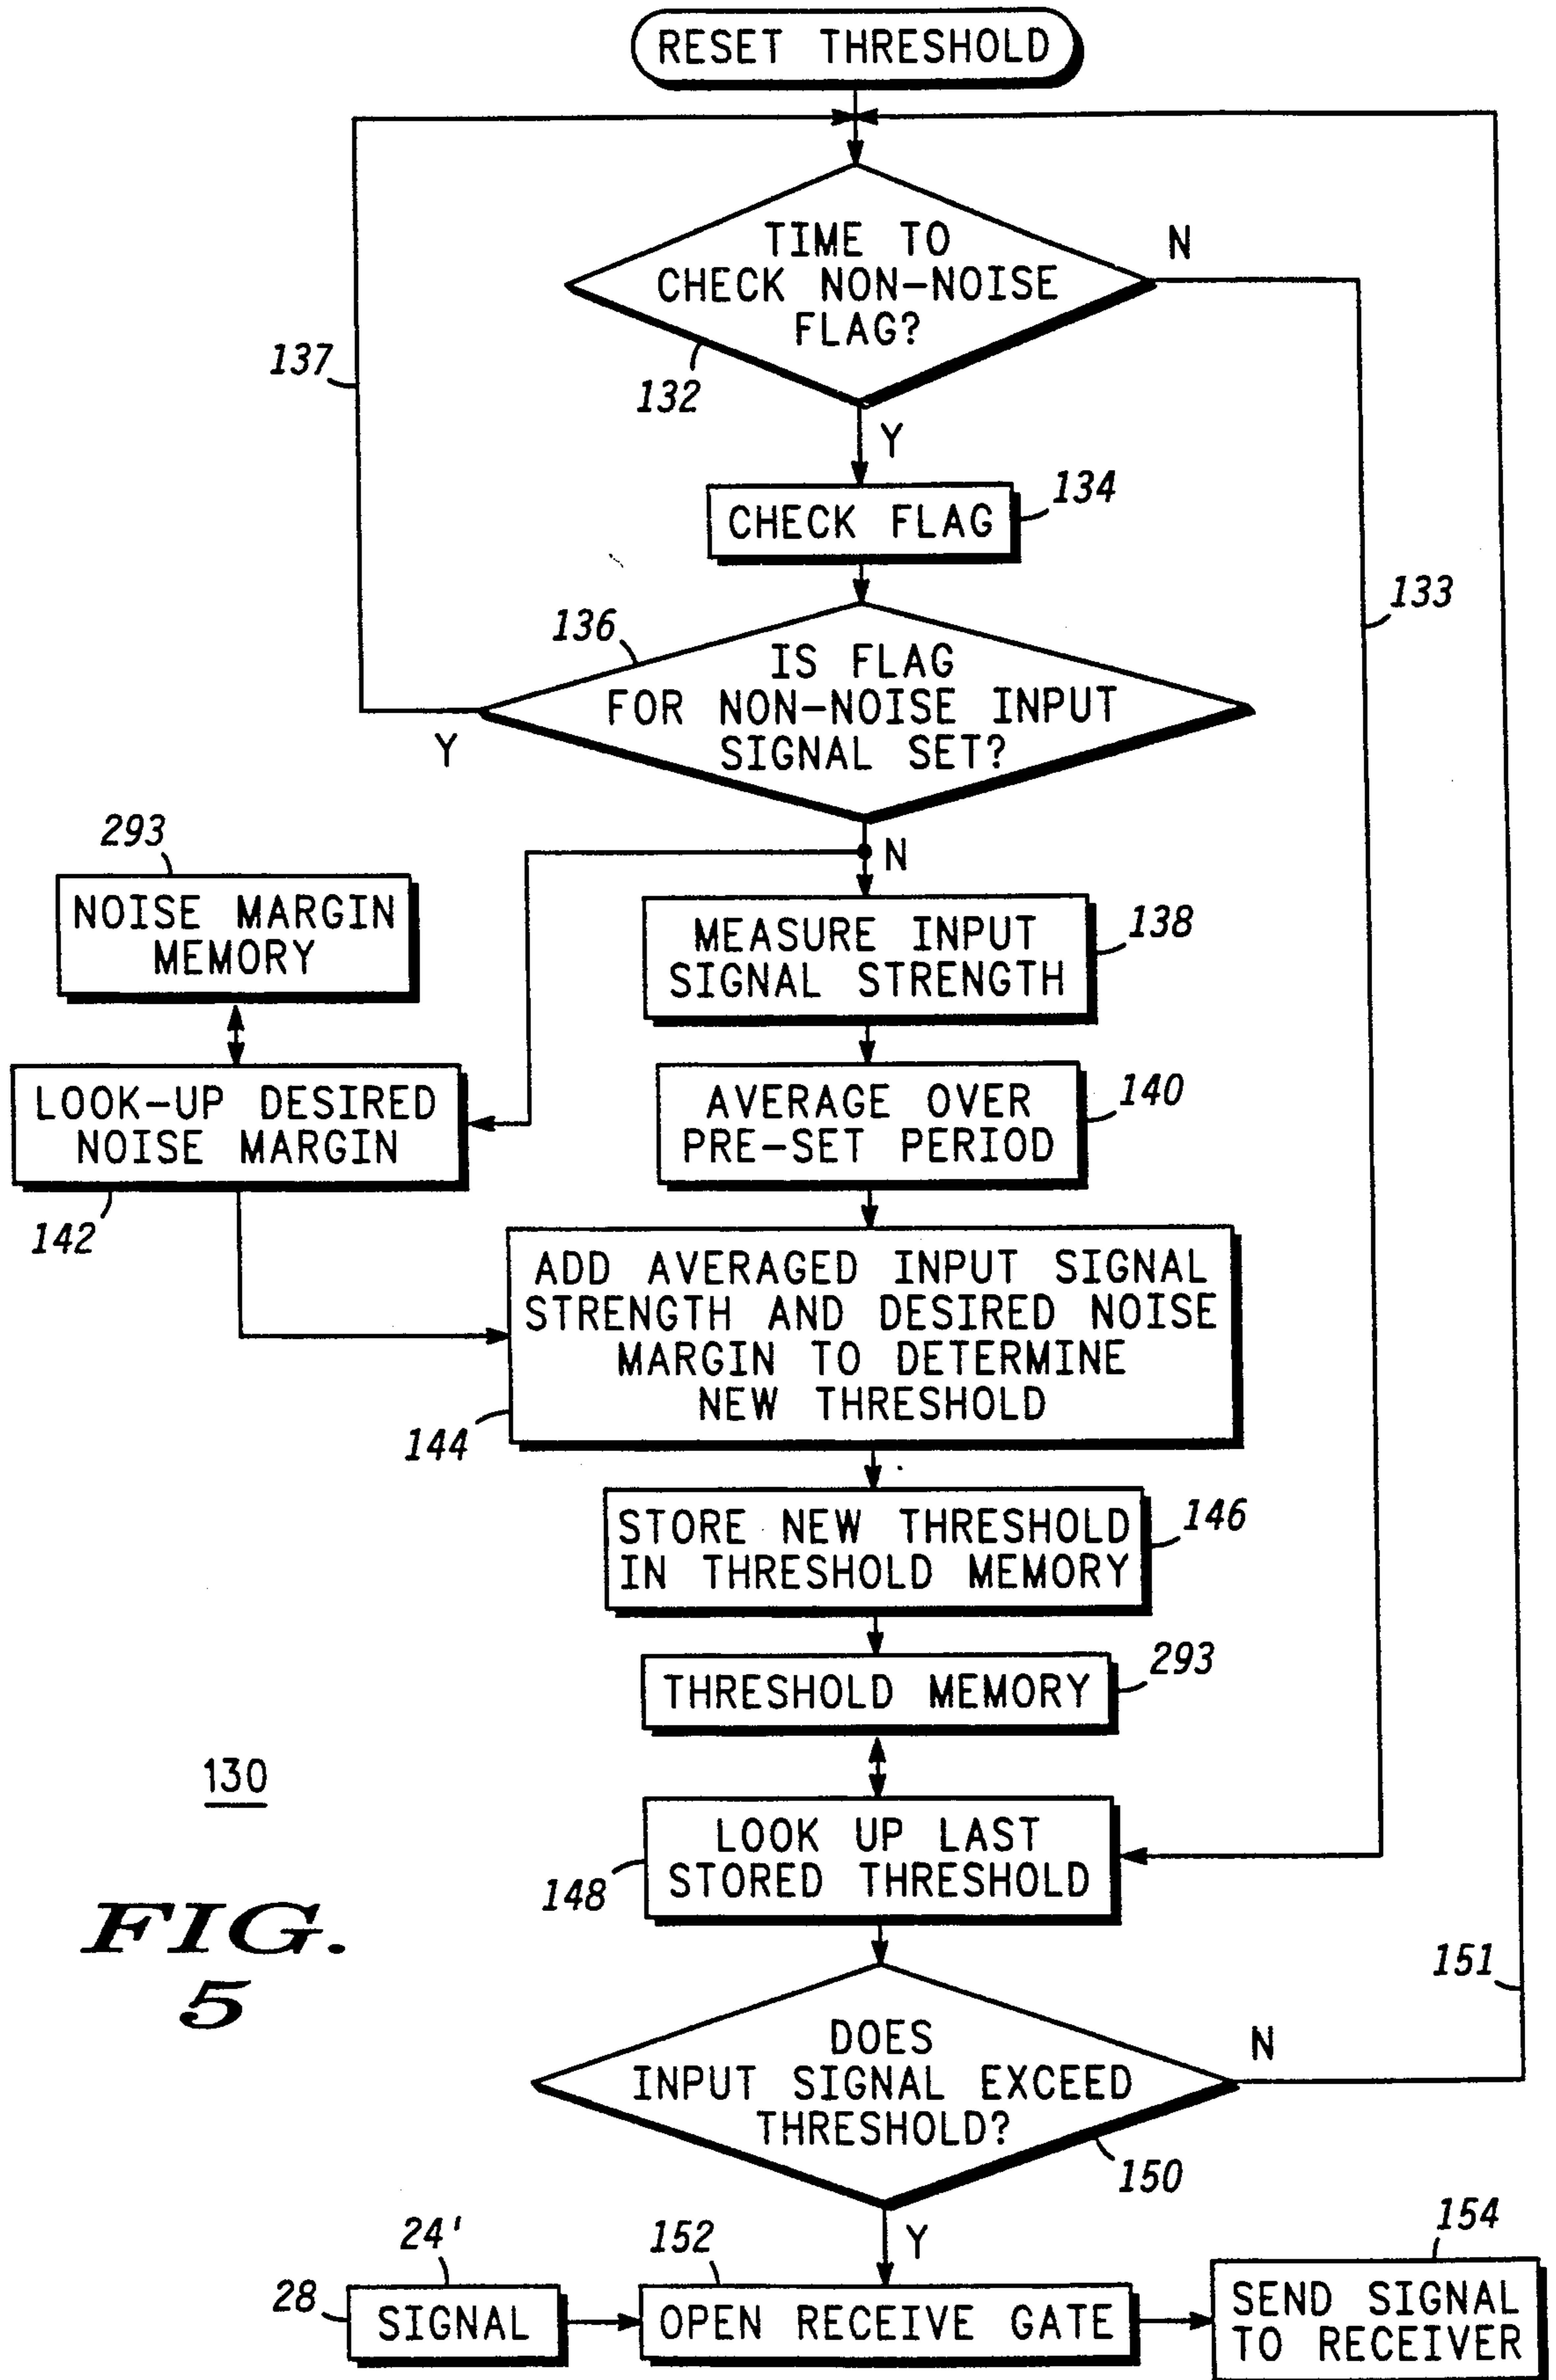 RESET THRESHOLD
TIME TO
CHECK NON-NOISE
FLAG?
N
137
132
Y
CHECK FLAG
134
133
136
IS FLAG
FOR NON-NOISE INPUT
SIGNAL SET?
Y
N
293
NOISE MARGIN
MEMORY
MEASURE INPUT
SIGNAL STRENGTH
138
LOOK-UP DESIRED
NOISE MARGIN
142
AVERAGE OVER
PRE-SET PERIOD
140
ADD AVERAGED INPUT SIGNAL
STRENGTH AND DESIRED NOISE
MARGIN TO DETERMINE
NEW THRESHOLD
144
STORE NEW THRESHOLD
IN THRESHOLD MEMORY
146
THRESHOLD MEMORY
293
130
LOOK UP LAST
STORED THRESHOLD
148
FIG.
5
151
DOES
INPUT SIGNAL EXCEED
THRESHOLD?
N
150
Y
24'
28
SIGNAL
152
OPEN RECEIVE GATE
154
SEND SIGNAL
TO RECEIVER